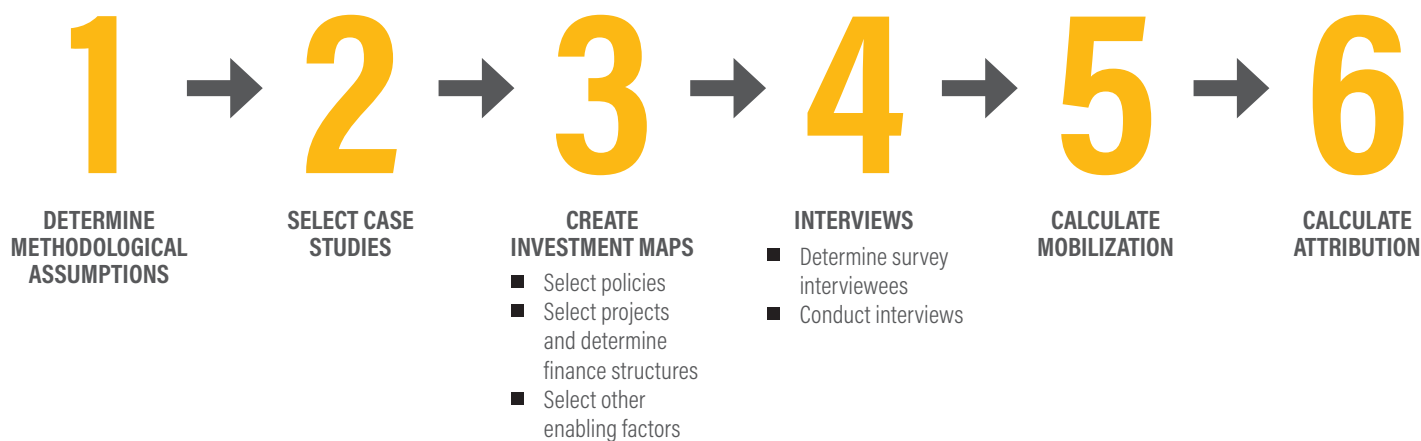 1
DETERMINE
METHODOLOGICAL
ASSUMPTIONS
2
SELECT CASE
STUDIES
3
CREATE
INVESTMENT MAPS
Select policies
Select projects
and determine
finance structures
Select other
enabling factors
4
INTERVIEWS
Determine survey
interviewees
Conduct interviews
5
CALCULATE
MOBILIZATION
6
CALCULATE
ATTRIBUTION